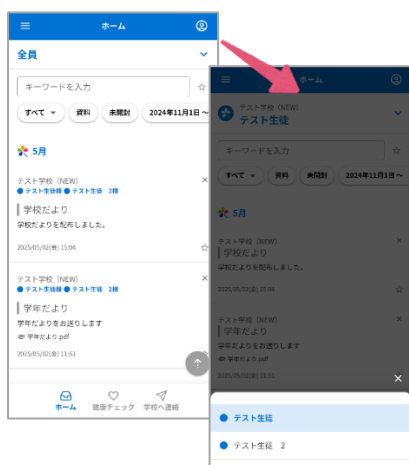 ホーム
全員
キーワードを入力
すべて
資料
未開封
2024年11月1日～
5月
テスト学校（NEW）
テスト生徒様 テスト生徒 2様
学校だより
学校だよりを配布しました。
2025/05/02(金) 15:04
テスト学校（NEW）
テスト生徒様 テスト生徒 2様
学年だより
学年だよりをお送りします
学年だより.pdf
2025/05/02(金) 11:51
ホーム
健康チェック
学校へ連絡
ホーム
テスト学校（NEW）
テスト生徒
キーワードを入力
すべて
資料
未開封
2024年11月1日～
5月
テスト学校（NEW）
学校だより
学校だよりを配布しました。
2025/05/02(金) 15:04
テスト学校（NEW）
学年だより
学年だよりをお送りします
学年だより.pdf
2025/05/02(金) 11:51
テスト生徒
テスト生徒 2